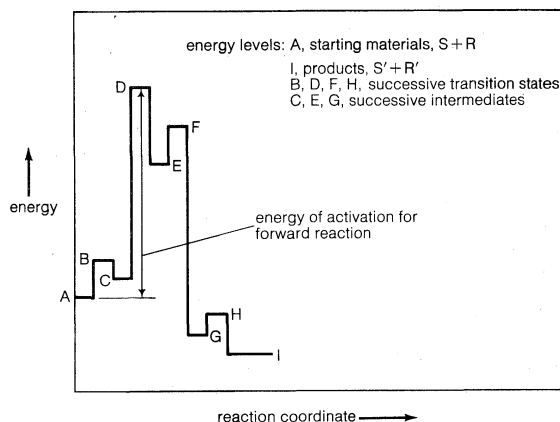 energy levels: A, starting materials, S+R
I, products, S′+R′
B, D, F, H, successive transition states
C, E, G, successive intermediates
D
F
E
energy
energy of activation for
forward reaction
B
C
A
H
G
I
reaction coordinate